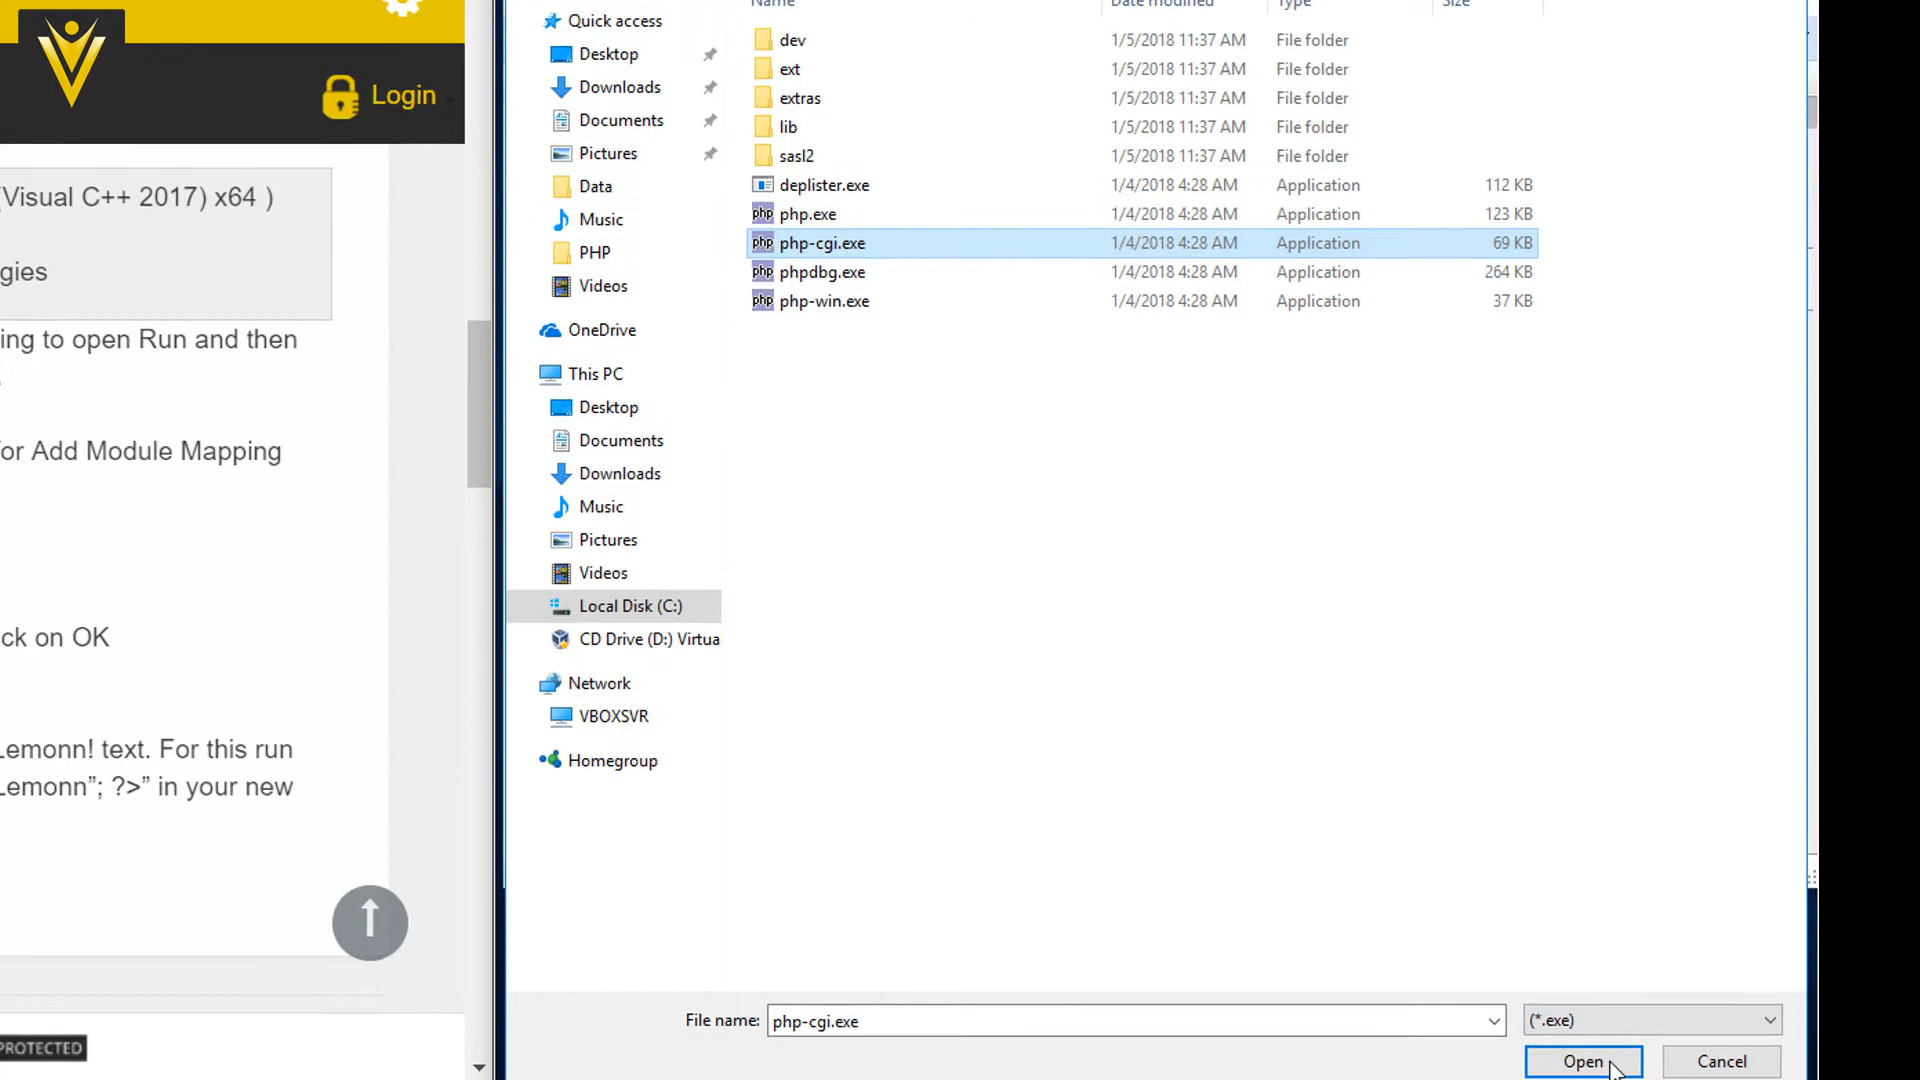 Login
(Visual C++ 2017) x64 )
gies
ing to open Run and then
or Add Module Mapping
ck on OK
Lemonn! text. For this run
Lemonn”; ?>” in your new
PROTECTED
Name Date modified Type Size
Quick access
Desktop
Downloads
Documents
Pictures
Data
Music
PHP
Videos
OneDrive
This PC
Desktop
Documents
Downloads
Music
Pictures
Videos
Local Disk (C:)
CD Drive (D:) Virtua
Network
VBOXSVR
Homegroup
dev 1/5/2018 11:37 AM File folder
ext 1/5/2018 11:37 AM File folder
extras 1/5/2018 11:37 AM File folder
lib 1/5/2018 11:37 AM File folder
sasl2 1/5/2018 11:37 AM File folder
deplister.exe 1/4/2018 4:28 AM Application 112 KB
php php.exe 1/4/2018 4:28 AM Application 123 KB
php php-cgi.exe 1/4/2018 4:28 AM Application 69 KB
php phpdbg.exe 1/4/2018 4:28 AM Application 264 KB
php php-win.exe 1/4/2018 4:28 AM Application 37 KB
File name: php-cgi.exe (*.exe)
Open Cancel